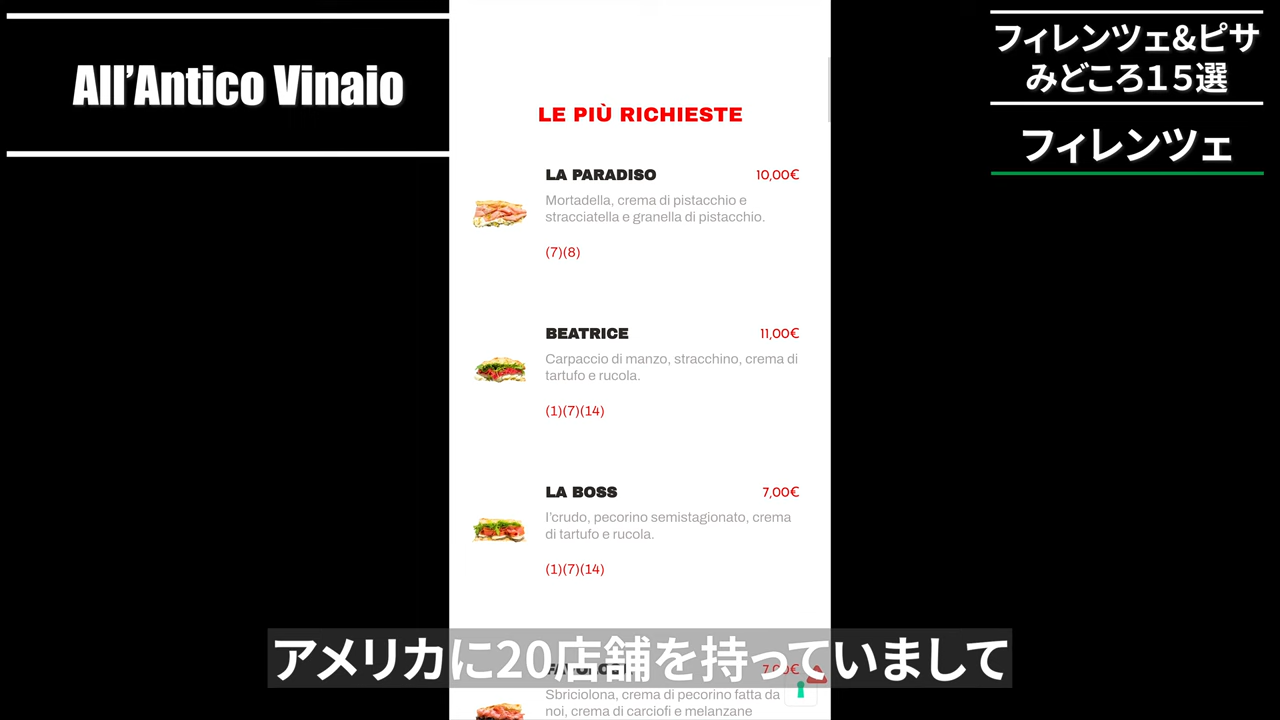 All'Antico Vinaio
フィレンツェ&ピサ
みどころ15選
フィレンツェ
LE PIÙ RICHIESTE
LA PARADISO 10,00€
Mortadella, crema di pistacchio e
stracciatella e granella di pistacchio.
(7)(8)
BEATRICE 11,00€
Carpaccio di manzo, stracchino, crema di
tartufo e rucola.
(1)(7)(14)
LA BOSS 7,00€
I'crudo, pecorino semistagionato, crema
di tartufo e rucola.
(1)(7)(14)
7,00€
アメリカに20店舗を持っていまして
Sbriciolona, crema di pecorino fatta da
noi, crema di carciofi e melanzane